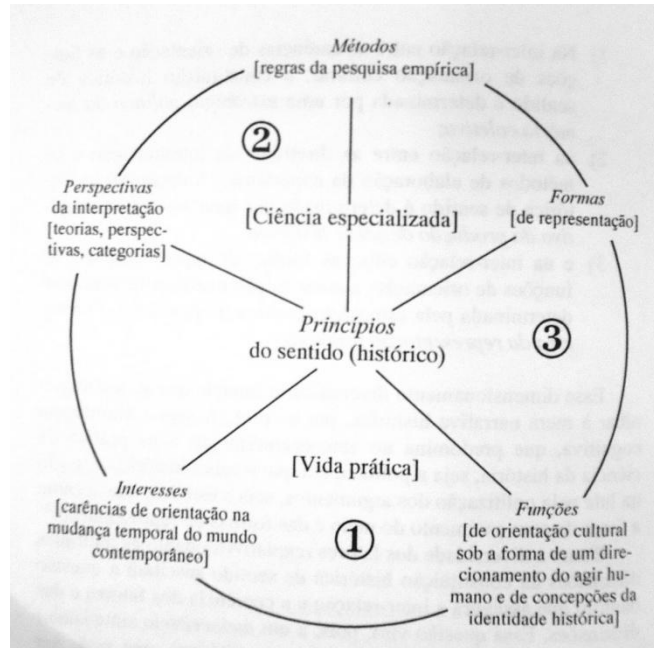 Métodos
[regras da pesquisa empírica]
②
Perspectivas
da interpretação
[teorias, perspec-
tivas, categorias]
[Ciência especializada]
Formas
[de representação]
Princípios
do sentido (histórico)
③
[Vida prática]
Interesses
[carências de orientação na
mudança temporal do mundo
contemporâneo]
①
Funções
[de orientação cultural
sob a forma de um dire-
cionamento do agir hu-
mano e de concepções da
identidade histórica]